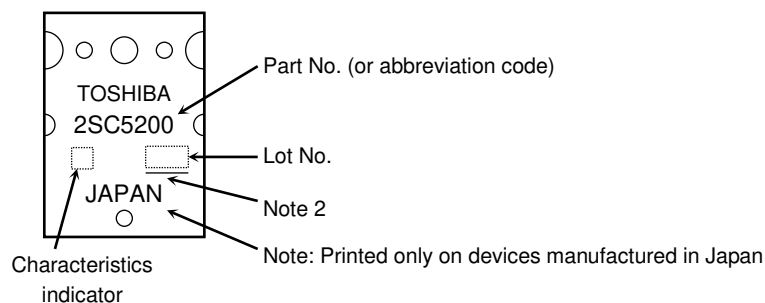 TOSHIBA
2SC5200
JAPAN
Part No. (or abbreviation code)
Lot No.
Note 2
Note: Printed only on devices manufactured in Japan
Characteristics
indicator